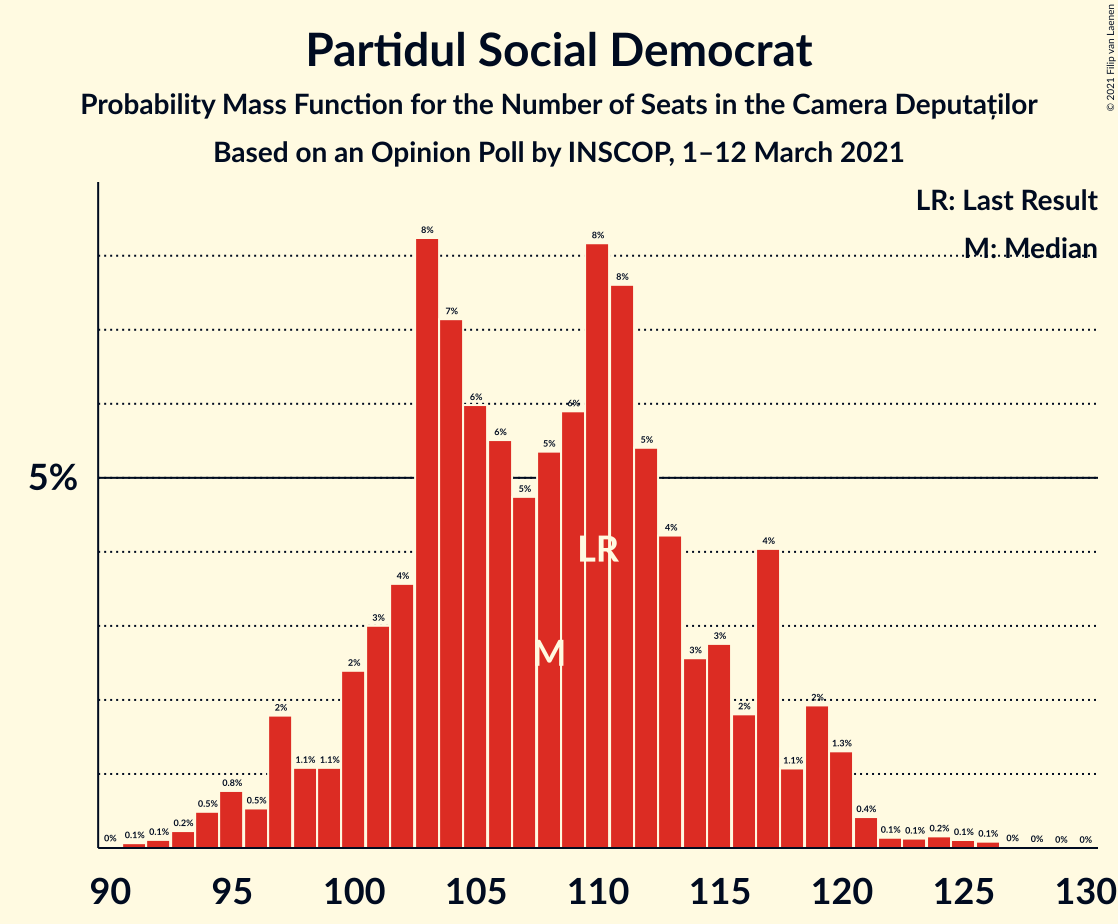 Partidul Social Democrat
Probability Mass Function for the Number of Seats in the Camera Deputaților
Based on an Opinion Poll by INSCOP, 1–12 March 2021
© 2021 Filip van Laenen
LR: Last Result
M: Median
5%
0% 0.1% 0.1% 0.2% 0.5% 0.8% 0.5% 2% 1.1% 1.1% 2% 3% 4% 8% 7% 6% 6% 5% 5% 6% 8% 8% 5% 4% 3% 3% 2% 4% 1.1% 2% 1.3% 0.4% 0.1% 0.1% 0.2% 0.1% 0.1% 0% 0% 0% 0%
LR
M
90 95 100 105 110 115 120 125 130